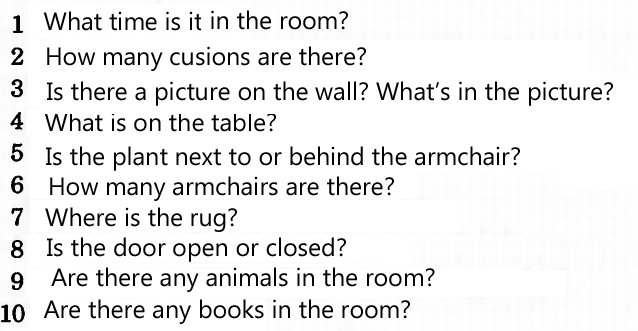 1 What time is it in the room?
2 How many cusions are there?
3 Is there a picture on the wall? What's in the picture?
4 What is on the table?
5 Is the plant next to or behind the armchair?
6 How many armchairs are there?
7 Where is the rug?
8 Is the door open or closed?
9 Are there any animals in the room?
10 Are there any books in the room?